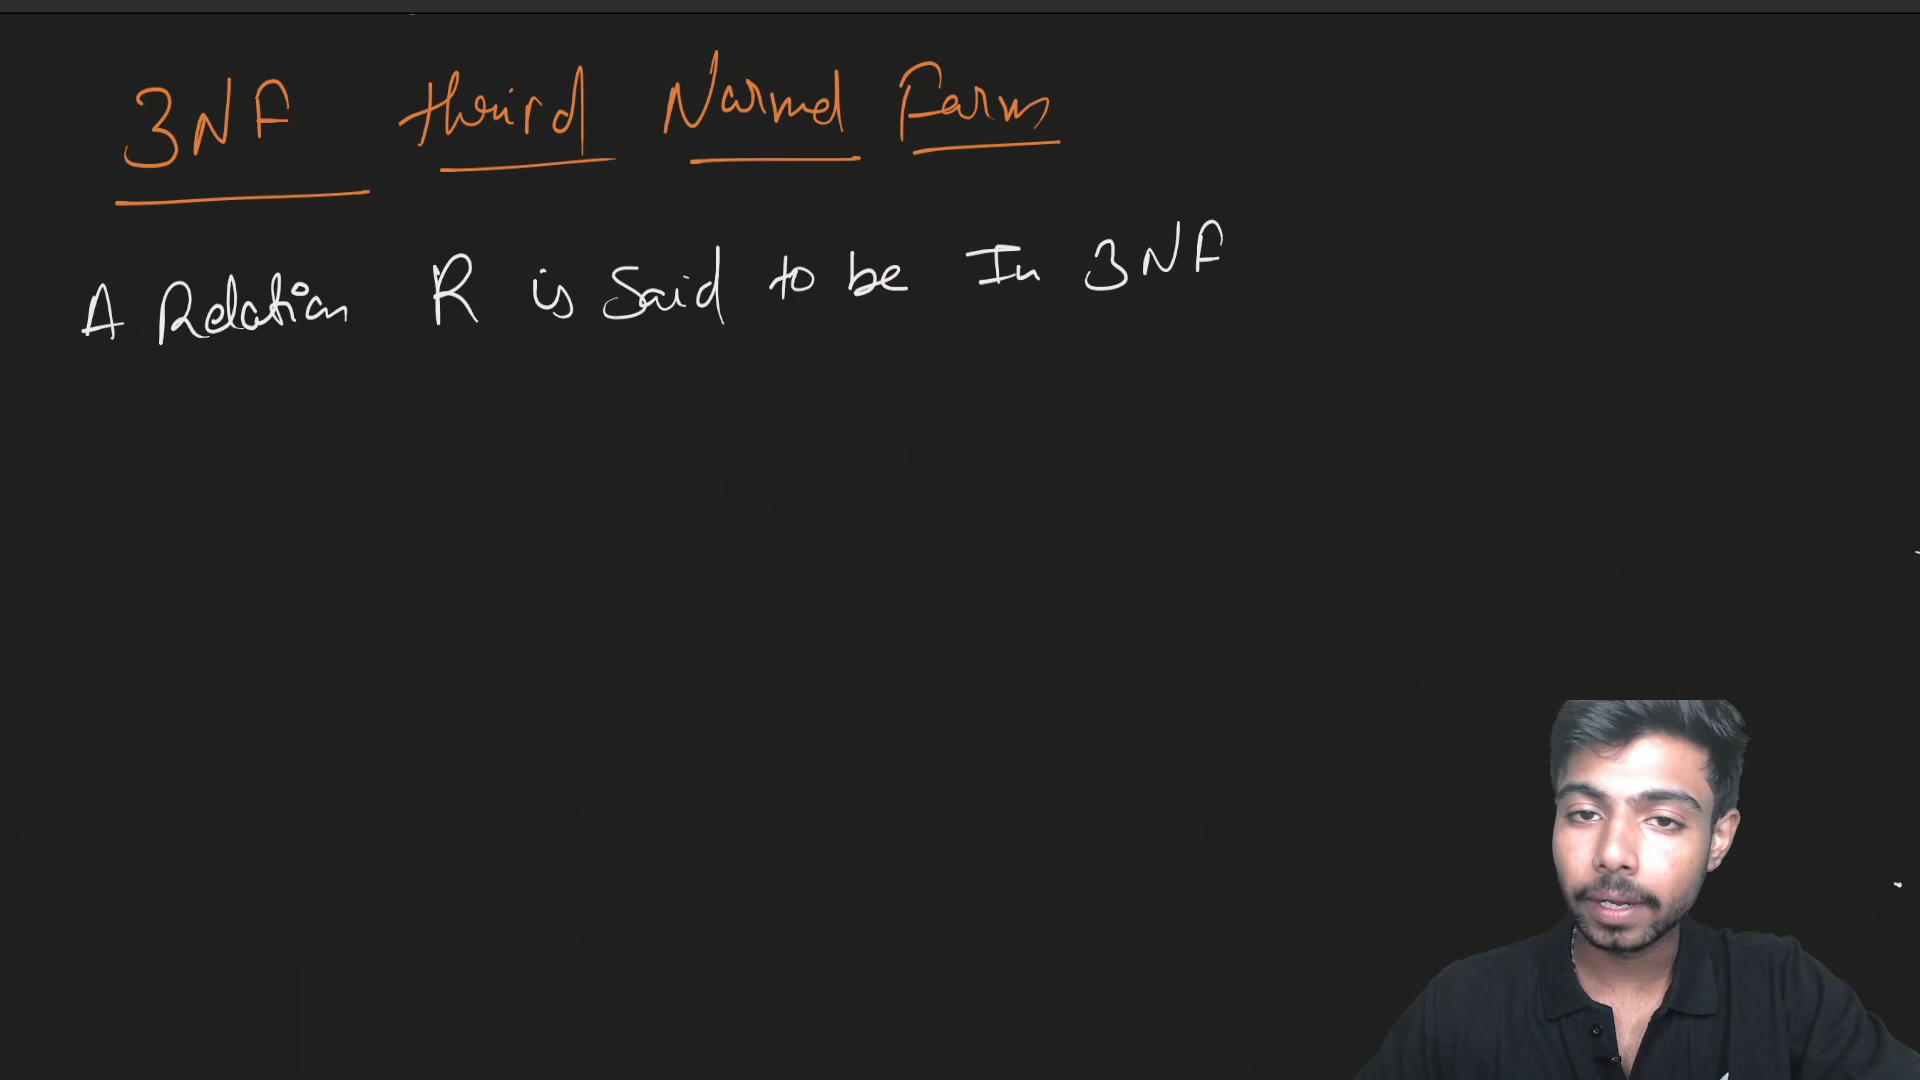 3NF third Normal Form
A Relation R is Said to be In 3NF